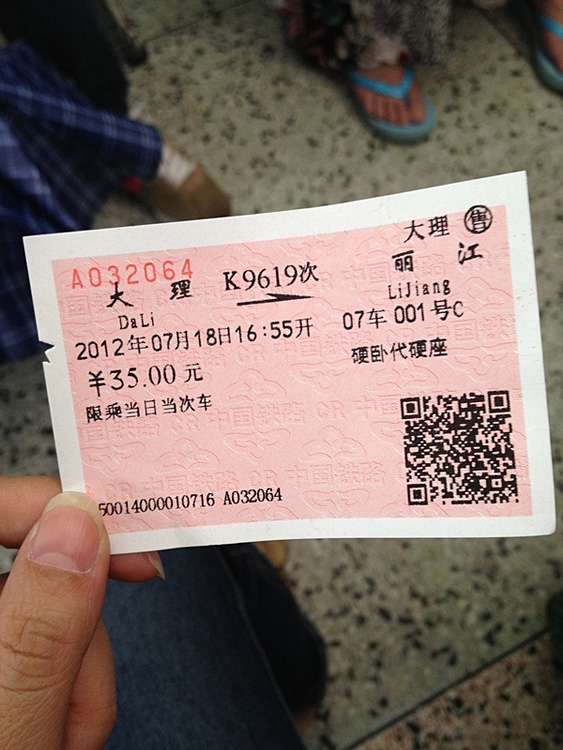 大理 售
A032064
大理 K9619次 丽江
DaLi LiJiang
2012年07月18日16:55开 07车001号C
¥35.00元 硬卧代硬座
限乘当日当次车
50014000010716 A032064